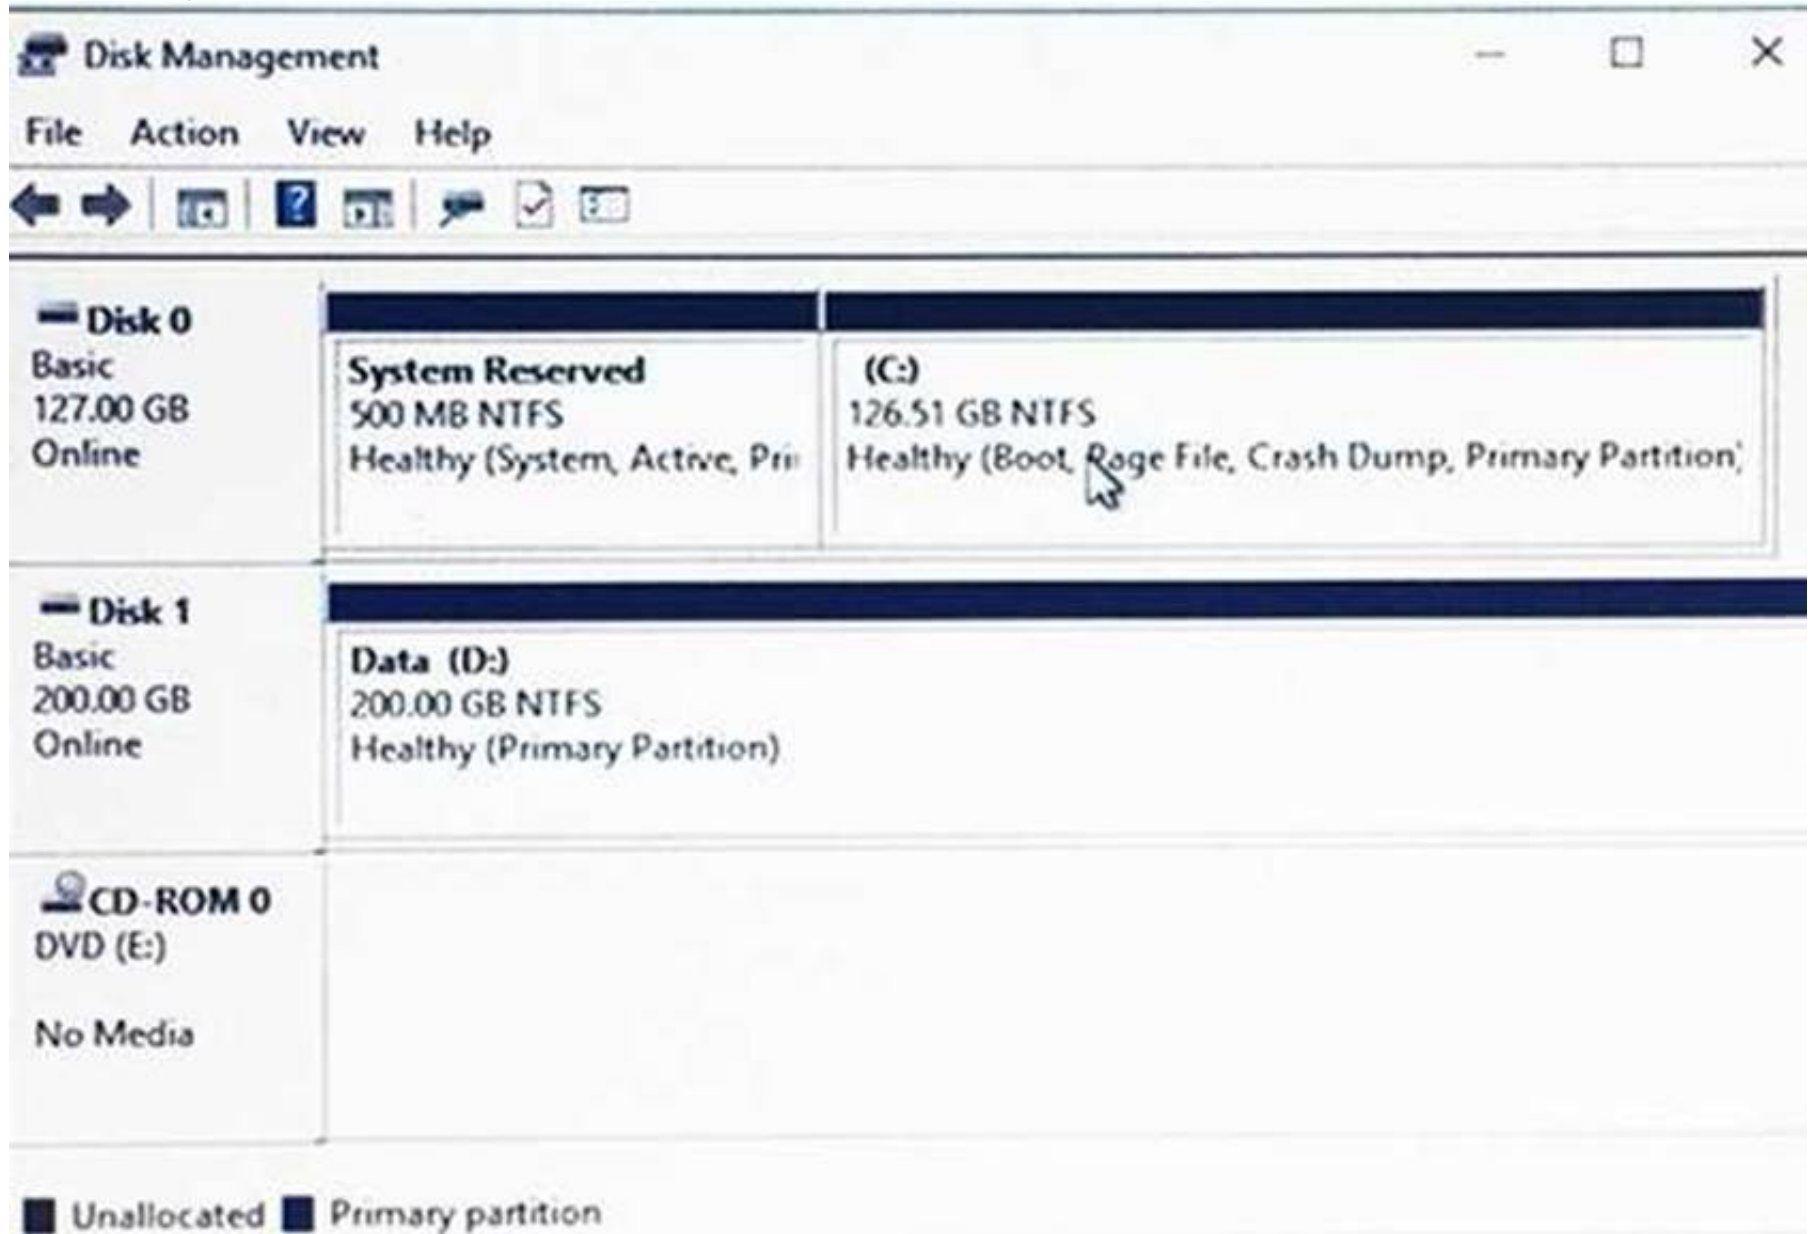 Disk Management
File Action View Help
Disk 0
Basic
127.00 GB
Online
System Reserved
500 MB NTFS
Healthy (System, Active, Pri
(C:)
126.51 GB NTFS
Healthy (Boot, Page File, Crash Dump, Primary Partition)
Disk 1
Basic
200.00 GB
Online
Data (D:)
200.00 GB NTFS
Healthy (Primary Partition)
CD-ROM 0
DVD (E:)
No Media
Unallocated Primary partition